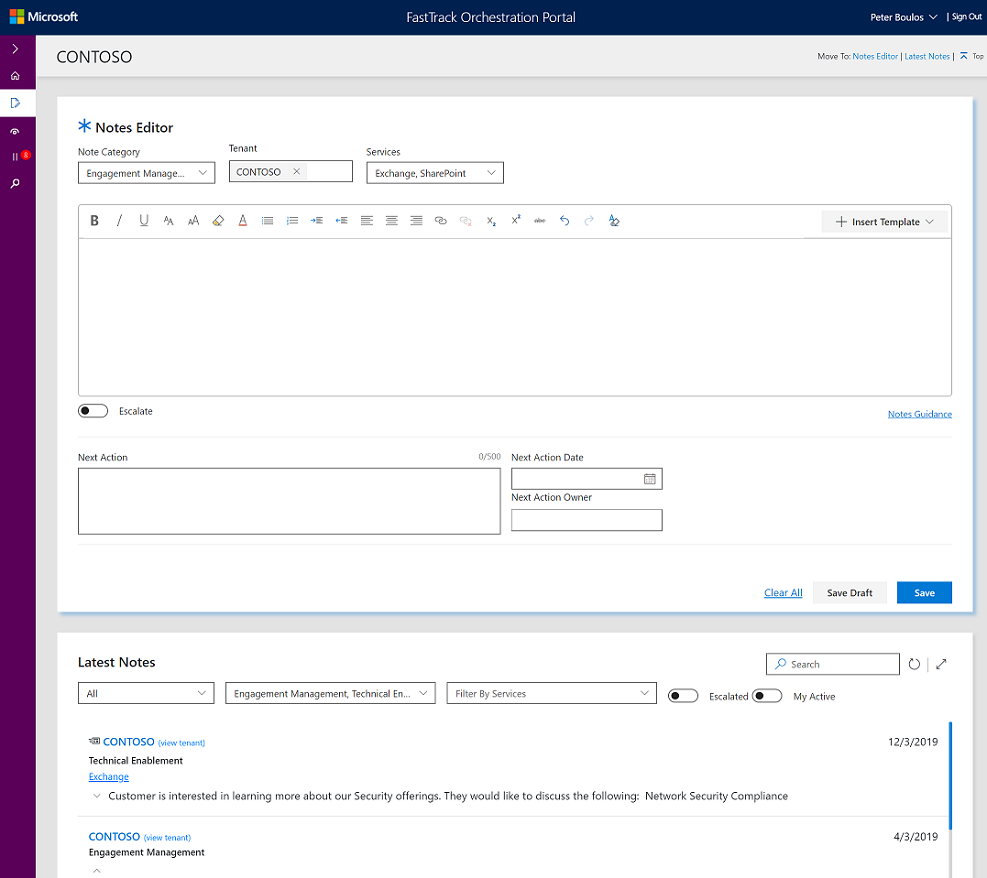 Microsoft
FastTrack Orchestration Portal
Peter Boulos
| Sign Out
CONTOSO
Move To: Notes Editor | Latest Notes | Top
8
Notes Editor
Note Category
Tenant
Services
Engagement Manage...
CONTOSO
Exchange, SharePoint
Insert Template
Escalate
Notes Guidance
Next Action
0/500
Next Action Date
Next Action Owner
Clear All
Save Draft
Save
Latest Notes
Search
All
Engagement Management, Technical En...
Filter By Services
Escalated
My Active
CONTOSO (view tenant)
12/3/2019
Technical Enablement
Exchange
Customer is interested in learning more about our Security offerings. They would like to discuss the following: Network Security Compliance
CONTOSO (view tenant)
4/3/2019
Engagement Management